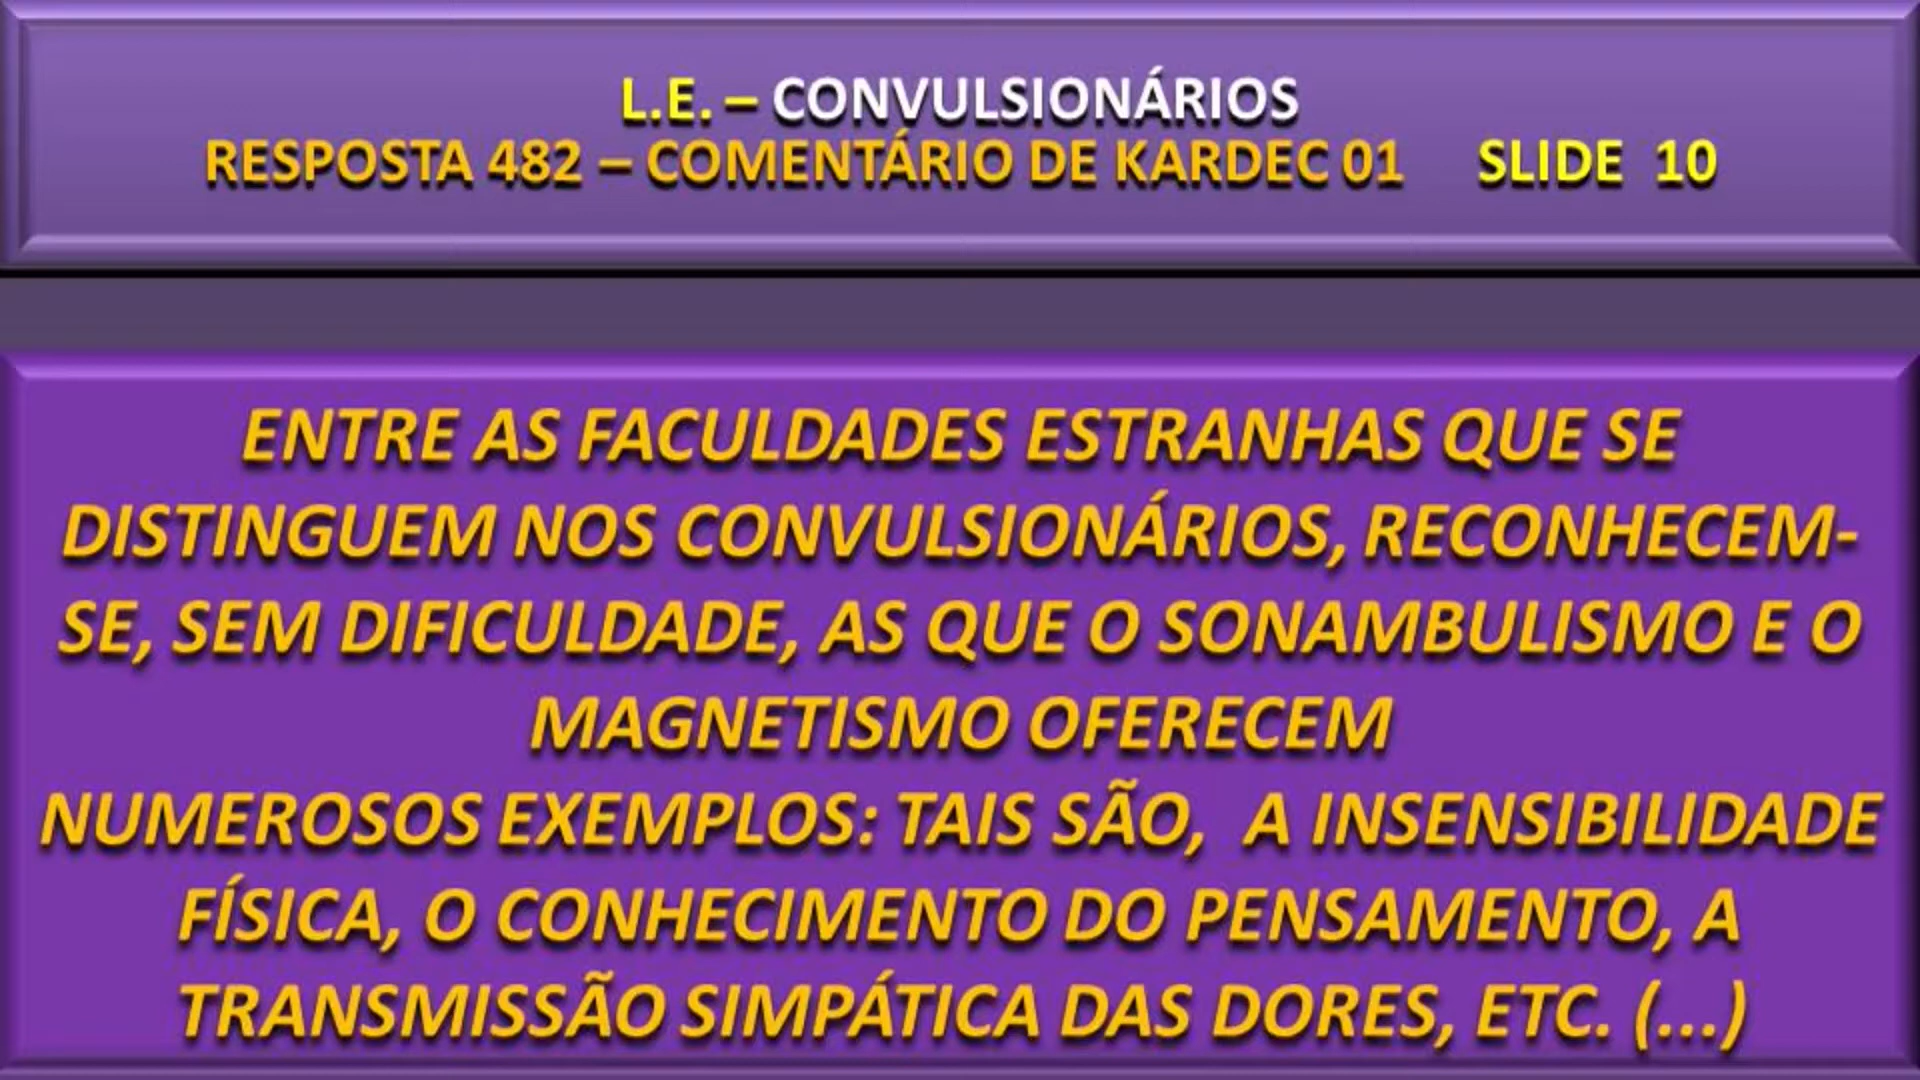 L.E. – CONVULSIONÁRIOS
RESPOSTA 482 – COMENTÁRIO DE KARDEC 01 SLIDE 10
ENTRE AS FACULDADES ESTRANHAS QUE SE
DISTINGUEM NOS CONVULSIONÁRIOS, RECONHECEM-
SE, SEM DIFICULDADE, AS QUE O SONAMBULISMO E O
MAGNETISMO OFERECEM
NUMEROSOS EXEMPLOS: TAIS SÃO, A INSENSIBILIDADE
FÍSICA, O CONHECIMENTO DO PENSAMENTO, A
TRANSMISSÃO SIMPÁTICA DAS DORES, ETC. (...)